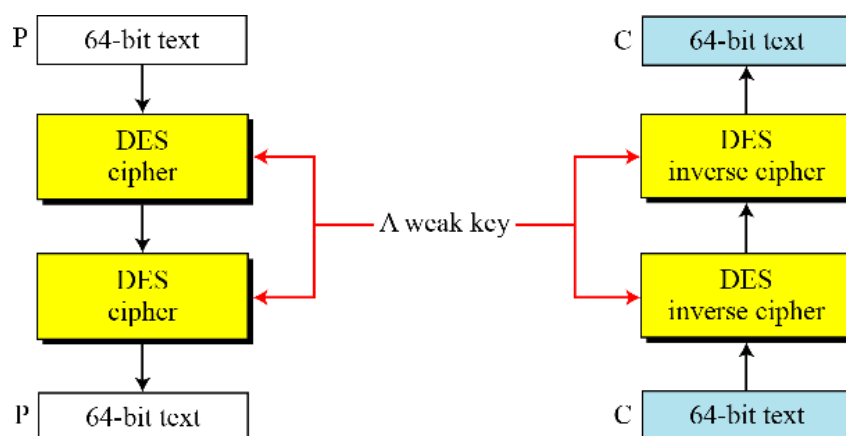 P 64-bit text
DES
cipher
DES
cipher
P 64-bit text
A weak key
C 64-bit text
DES
inverse cipher
DES
inverse cipher
C 64-bit text